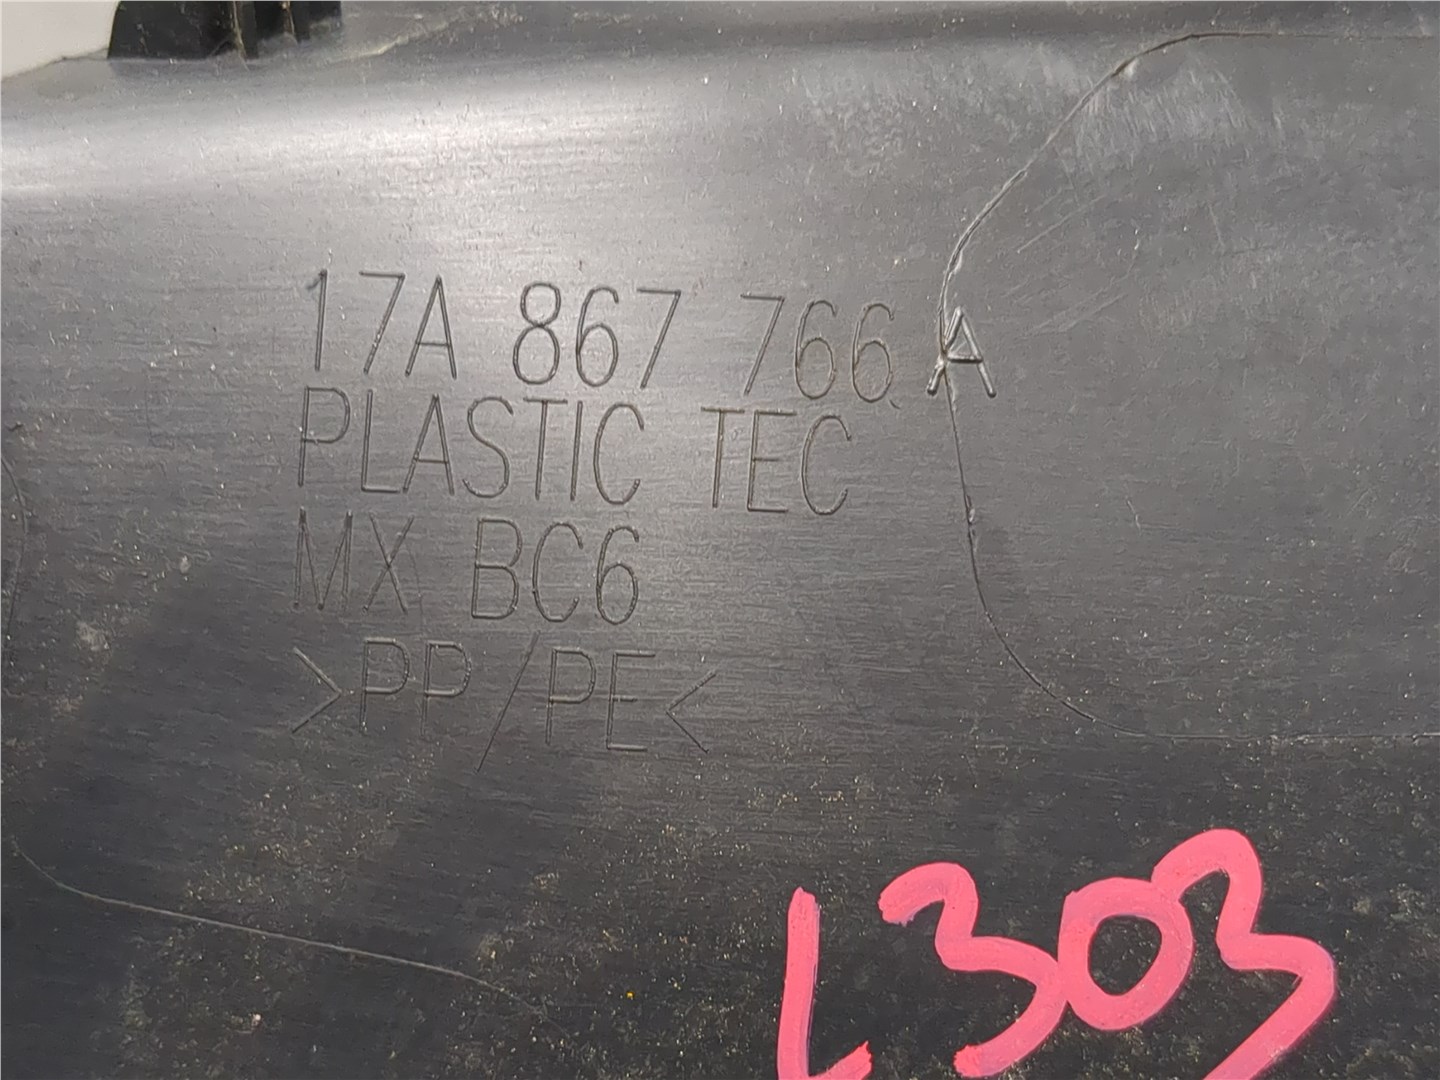 17A 867 766 A
PLASTIC TEC
MX BC6
>PP/PE<
L303